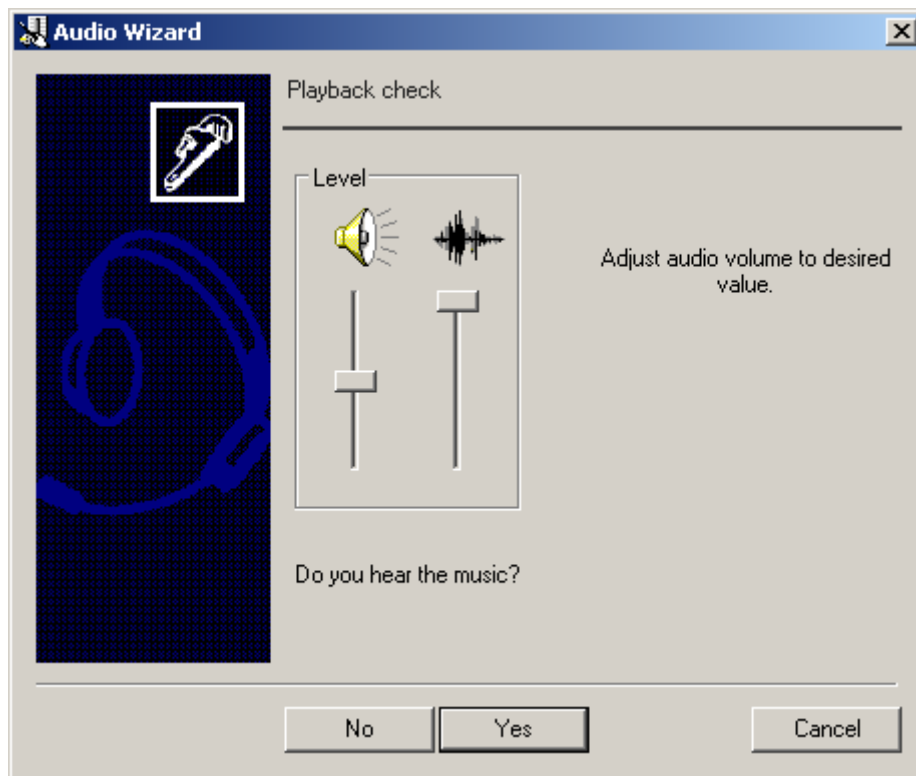 Audio Wizard
Playback check
Level
Adjust audio volume to desired
value.
Do you hear the music?
No
Yes
Cancel